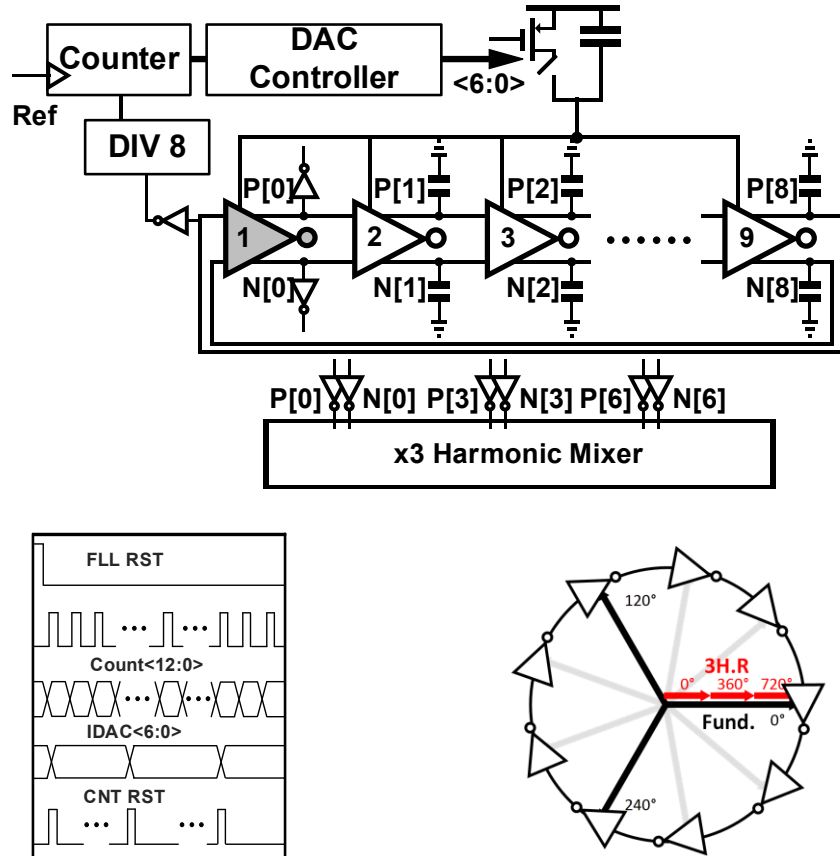 Counter
DAC
Controller
<6:0>
Ref
DIV 8
P[0] P[1] P[2] P[8]
1 2 3 ...... 9
N[0] N[1] N[2] N[8]
P[0] N[0] P[3] N[3] P[6] N[6]
x3 Harmonic Mixer
FLL RST
Count<12:0>
IDAC<6:0>
CNT RST
120°
3H.R
0° 360° 720°
Fund. 0°
240°